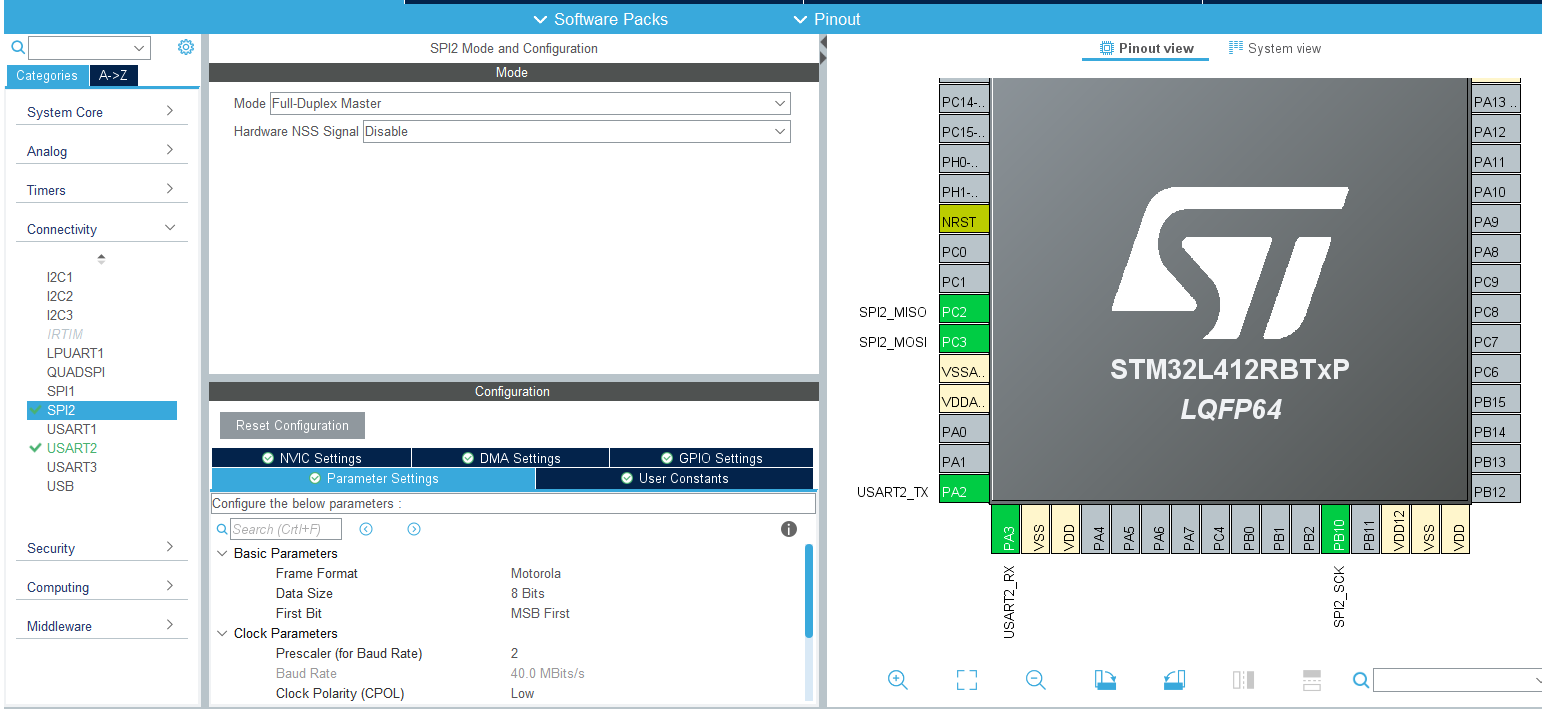 Software Packs
Pinout
Categories
A->Z
System Core
Analog
Timers
Connectivity
I2C1
I2C2
I2C3
IRTIM
LPUART1
QUADSPI
SPI1
SPI2
USART1
USART2
USART3
USB
Security
Computing
Middleware
SPI2 Mode and Configuration
Mode
Mode Full-Duplex Master
Hardware NSS Signal Disable
Configuration
Reset Configuration
NVIC Settings
DMA Settings
GPIO Settings
Parameter Settings
User Constants
Configure the below parameters :
Search (Crtl+F)
Basic Parameters
Frame Format Motorola
Data Size 8 Bits
First Bit MSB First
Clock Parameters
Prescaler (for Baud Rate) 2
Baud Rate 40.0 MBits/s
Clock Polarity (CPOL) Low
Pinout view
System view
PC14-..
PC15-..
PH0-..
PH1-..
NRST
PC0
PC1
SPI2_MISO PC2
SPI2_MOSI PC3
VSSA..
VDDA..
PA0
PA1
USART2_TX PA2
ST
STM32L412RBTxP
LQFP64
PA13 ..
PA12
PA11
PA10
PA9
PA8
PC9
PC8
PC7
PC6
PB15
PB14
PB13
PB12
PA3
VSS
VDD
PA4
PA5
PA6
PA7
PC4
PB0
PB1
PB2
PB10
PB11
VDD12
VSS
VDD
USART2_RX
SPI2_SCK